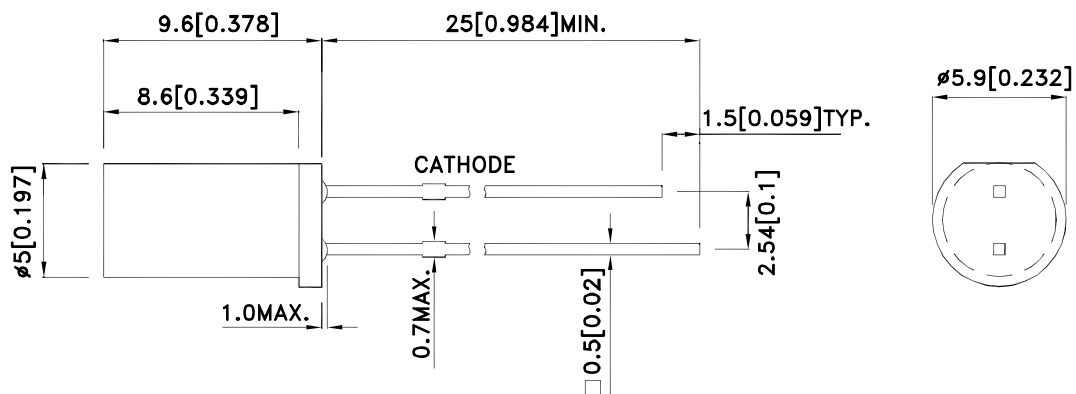 9.6[0.378]
25[0.984]MIN.
8.6[0.339]
ø5.9[0.232]
1.5[0.059]TYP.
CATHODE
ø5[0.197]
2.54[0.1]
1.0MAX.
0.7MAX.
□0.5[0.02]